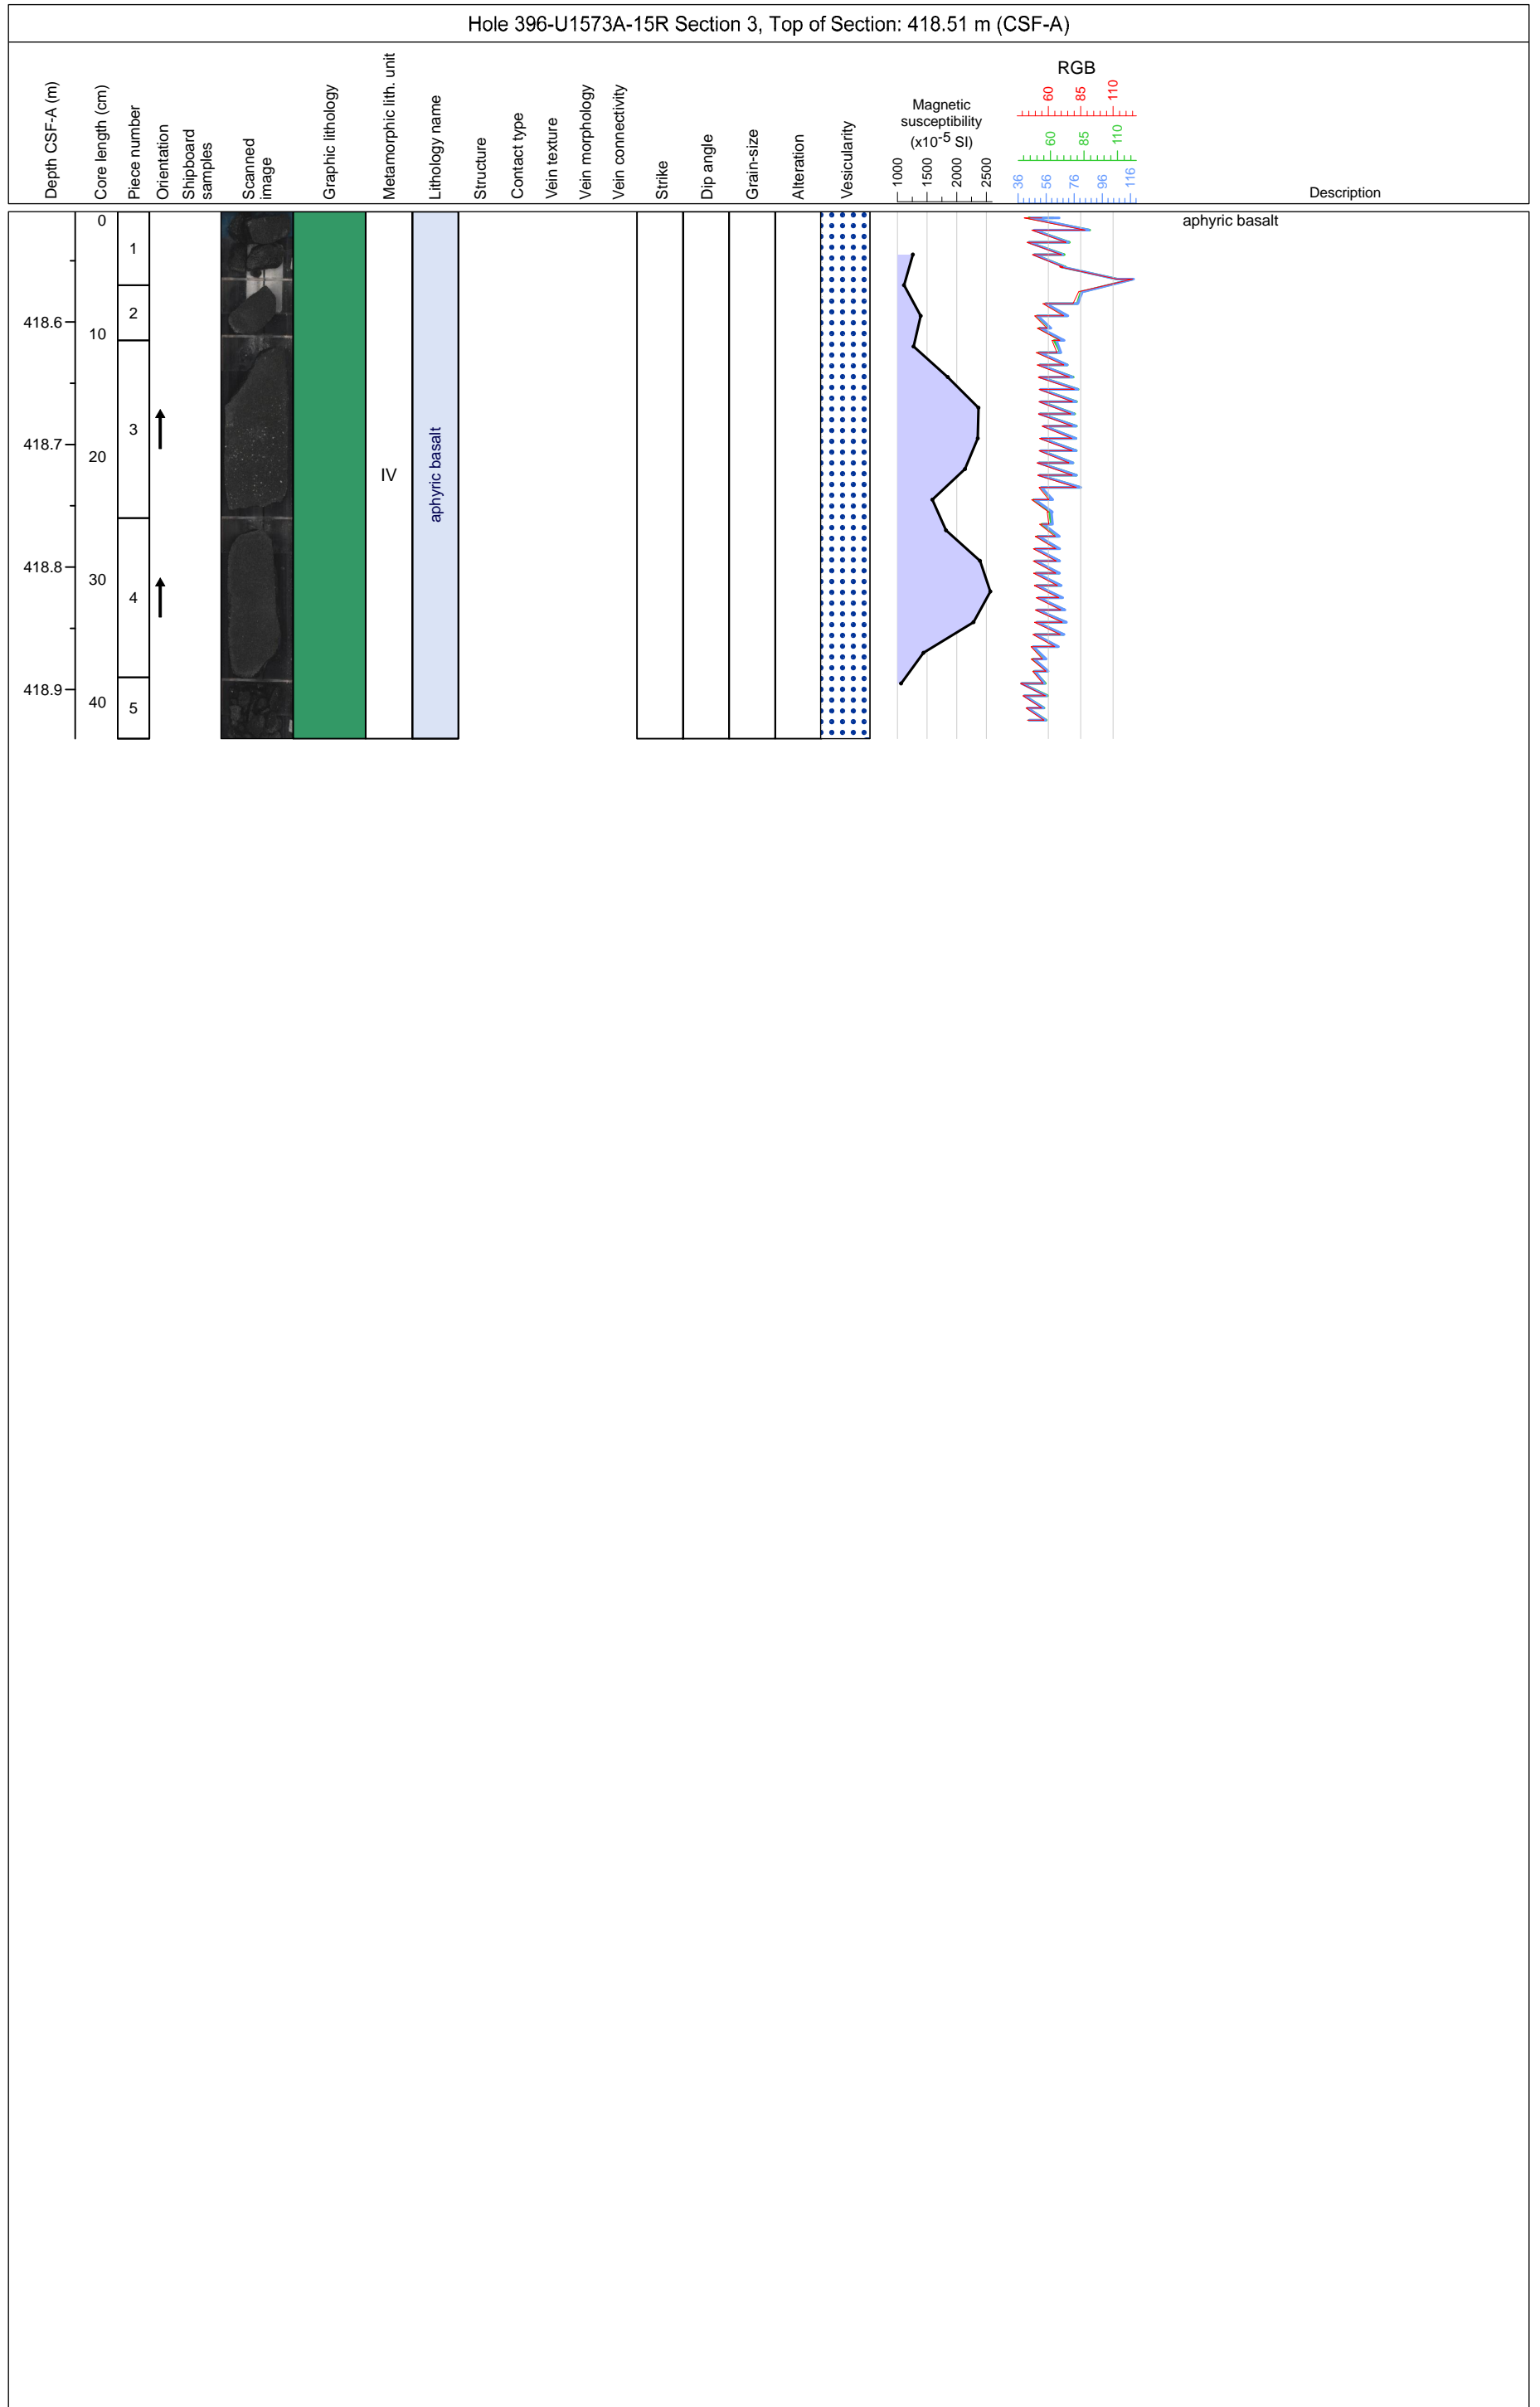 Hole 396-U1573A-15R Section 3, Top of Section: 418.51 m (CSF-A)
Depth CSF-A (m)
Core length (cm)
Piece number
Orientation
Shipboard
samples
Scanned
image
Graphic lithology
Metamorphic lith. unit
Lithology name
Structure
Contact type
Vein texture
Vein morphology
Vein connectivity
Strike
Dip angle
Grain-size
Alteration
Vesicularity
Magnetic
susceptibility
(x10-5 SI)
1000 1500 2000 2500
RGB
60 85 110
60 85 110
36 56 76 96 116
Description
0
1
aphyric basalt
418.6
2
10
3
418.7
20
IV
aphyric basalt
418.8
30
4
418.9
40
5